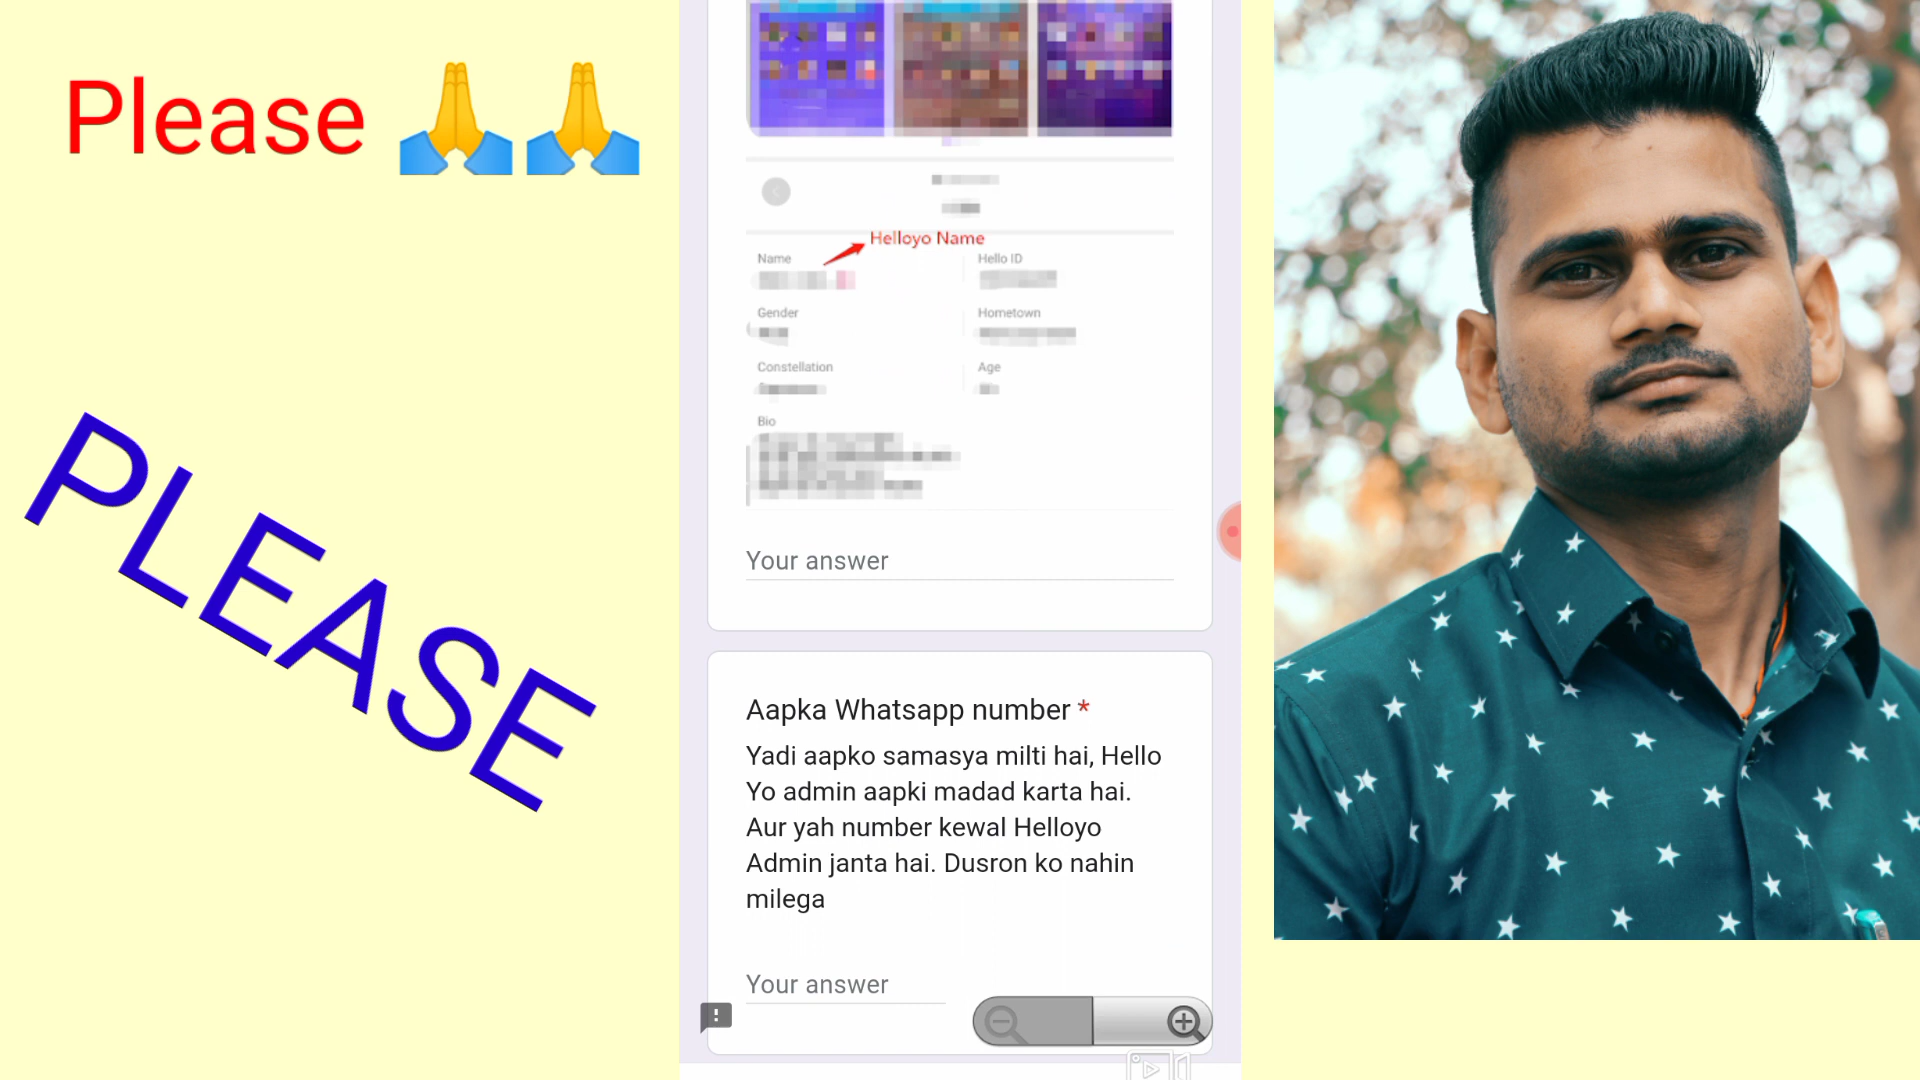 Please 🙏🙏
PLEASE
Helloyo Name
Name
Hello ID
Gender
Hometown
Constellation
Age
Bio
Your answer
Aapka Whatsapp number *
Yadi aapko samasya milti hai, Hello
Yo admin aapki madad karta hai.
Aur yah number kewal Helloyo
Admin janta hai. Dusron ko nahin
milega
Your answer